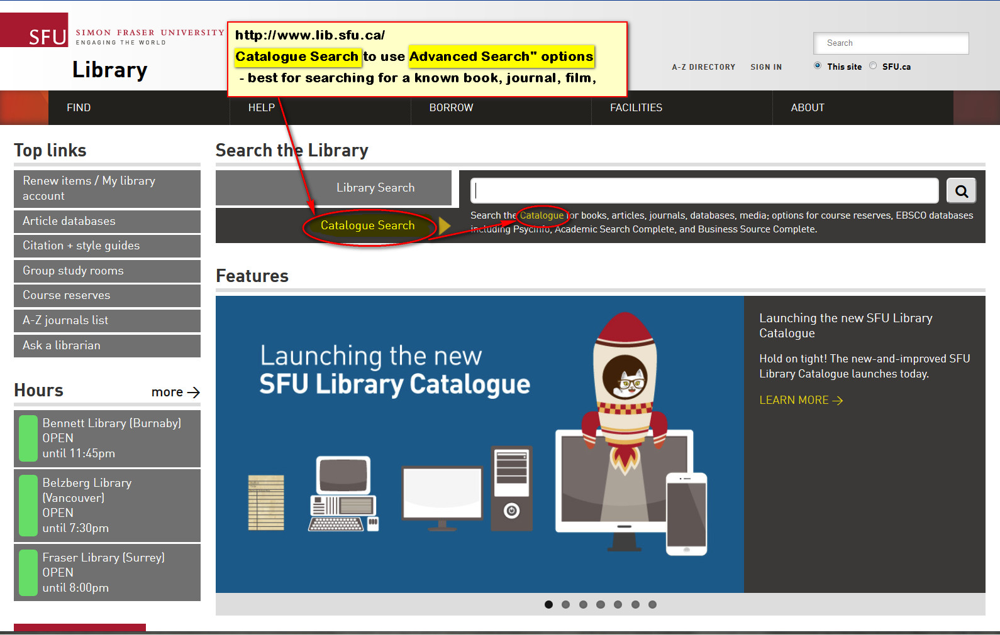 SFU
SIMON FRASER UNIVERSITY
ENGAGING THE WORLD
Library
http://www.lib.sfu.ca/
Catalogue Search to use Advanced Search" options
- best for searching for a known book, journal, film,
Search
A-Z DIRECTORY
SIGN IN
This site
SFU.ca
FIND
HELP
BORROW
FACILITIES
ABOUT
Top links
Renew items / My library
account
Article databases
Citation + style guides
Group study rooms
Course reserves
A-Z journals list
Ask a librarian
Hours
more →
Bennett Library (Burnaby)
OPEN
until 11:45pm
Belzberg Library
(Vancouver)
OPEN
until 7:30pm
Fraser Library (Surrey)
OPEN
until 8:00pm
Search the Library
Library Search
Catalogue Search
Search the Catalogue for books, articles, journals, databases, media; options for course reserves, EBSCO databases
including PsycInfo, Academic Search Complete, and Business Source Complete.
Features
Launching the new
SFU Library Catalogue
Launching the new SFU Library
Catalogue
Hold on tight! The new-and-improved SFU
Library Catalogue launches today.
LEARN MORE →